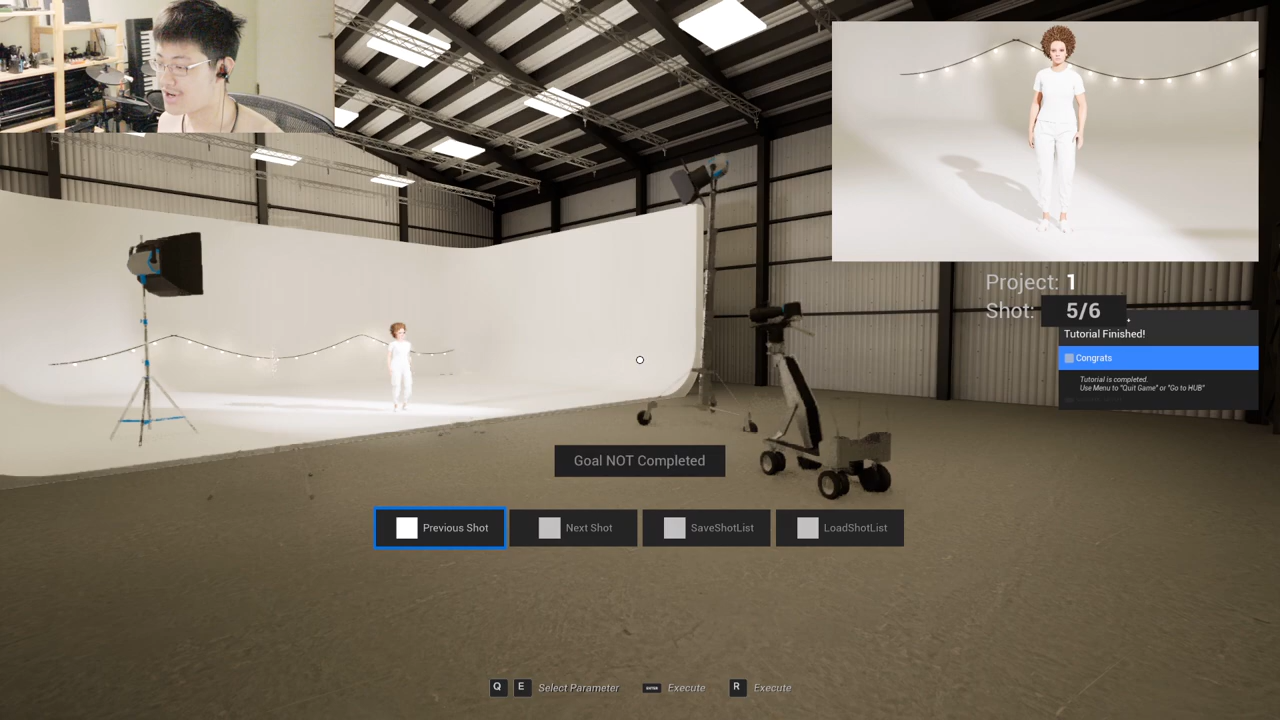 Project: 1
Shot: 5/6
Tutorial Finished!
Congrats
Tutorial is completed.
Use Menu to "Quit Game" or "Go to HUB"
Goal NOT Completed
Previous Shot
Next Shot
SaveShotList
LoadShotList
Q E Select Parameter
Execute
R Execute